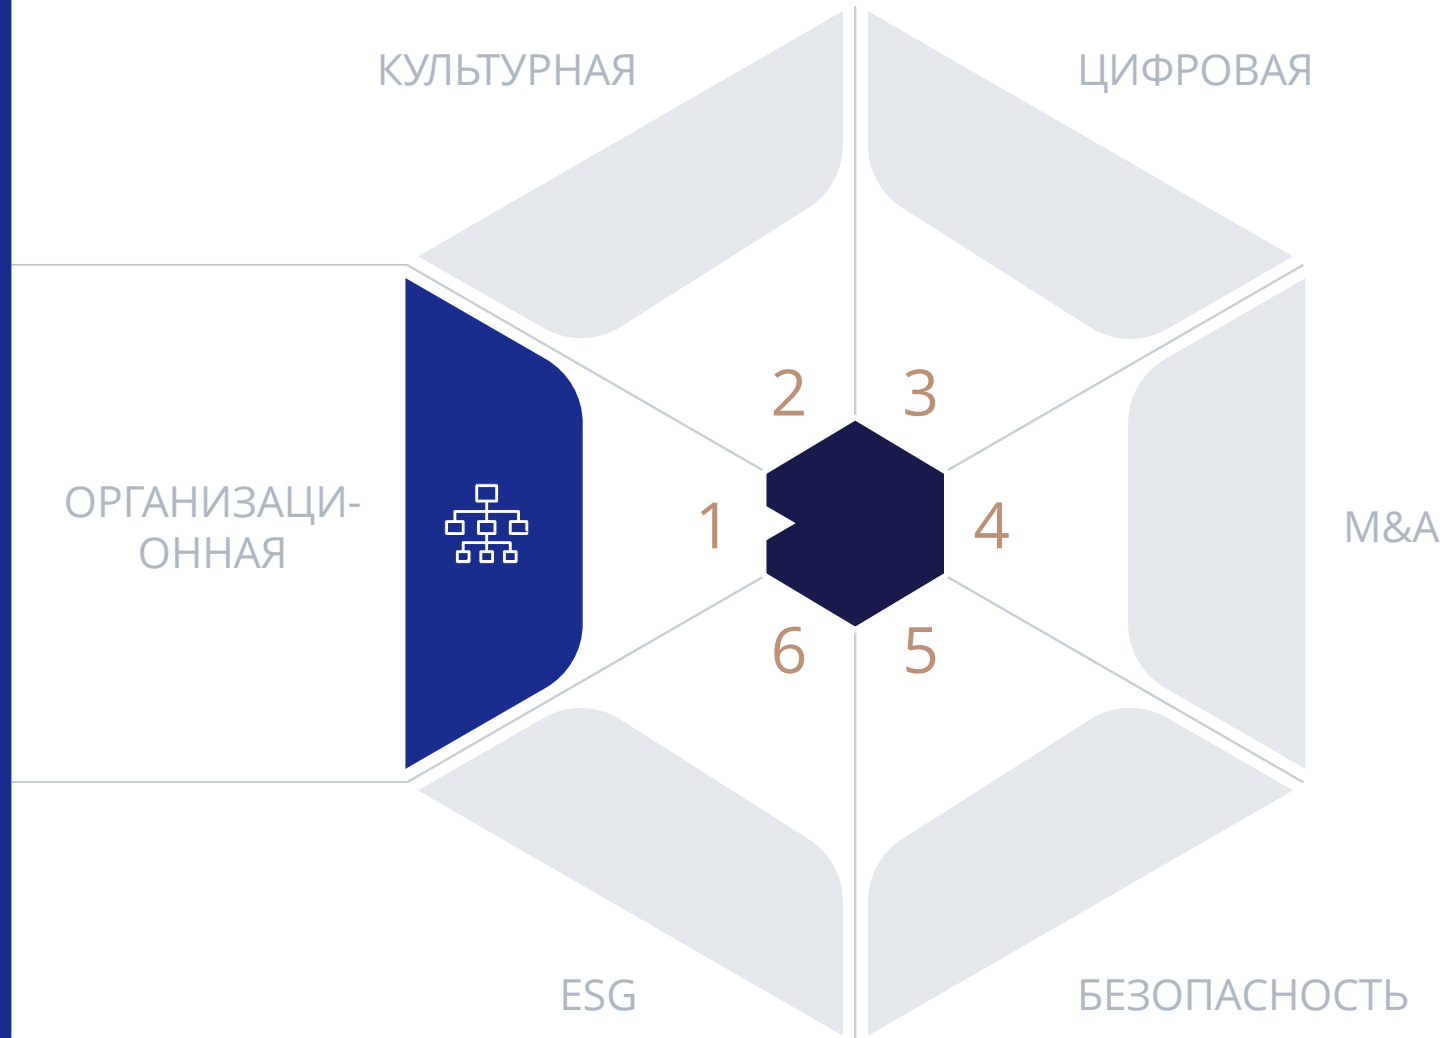 КУЛЬТУРНАЯ
ЦИФРОВАЯ
2
3
ОРГАНИЗАЦИ-
ОННАЯ
1
4
M&A
6
5
ESG
БЕЗОПАСНОСТЬ